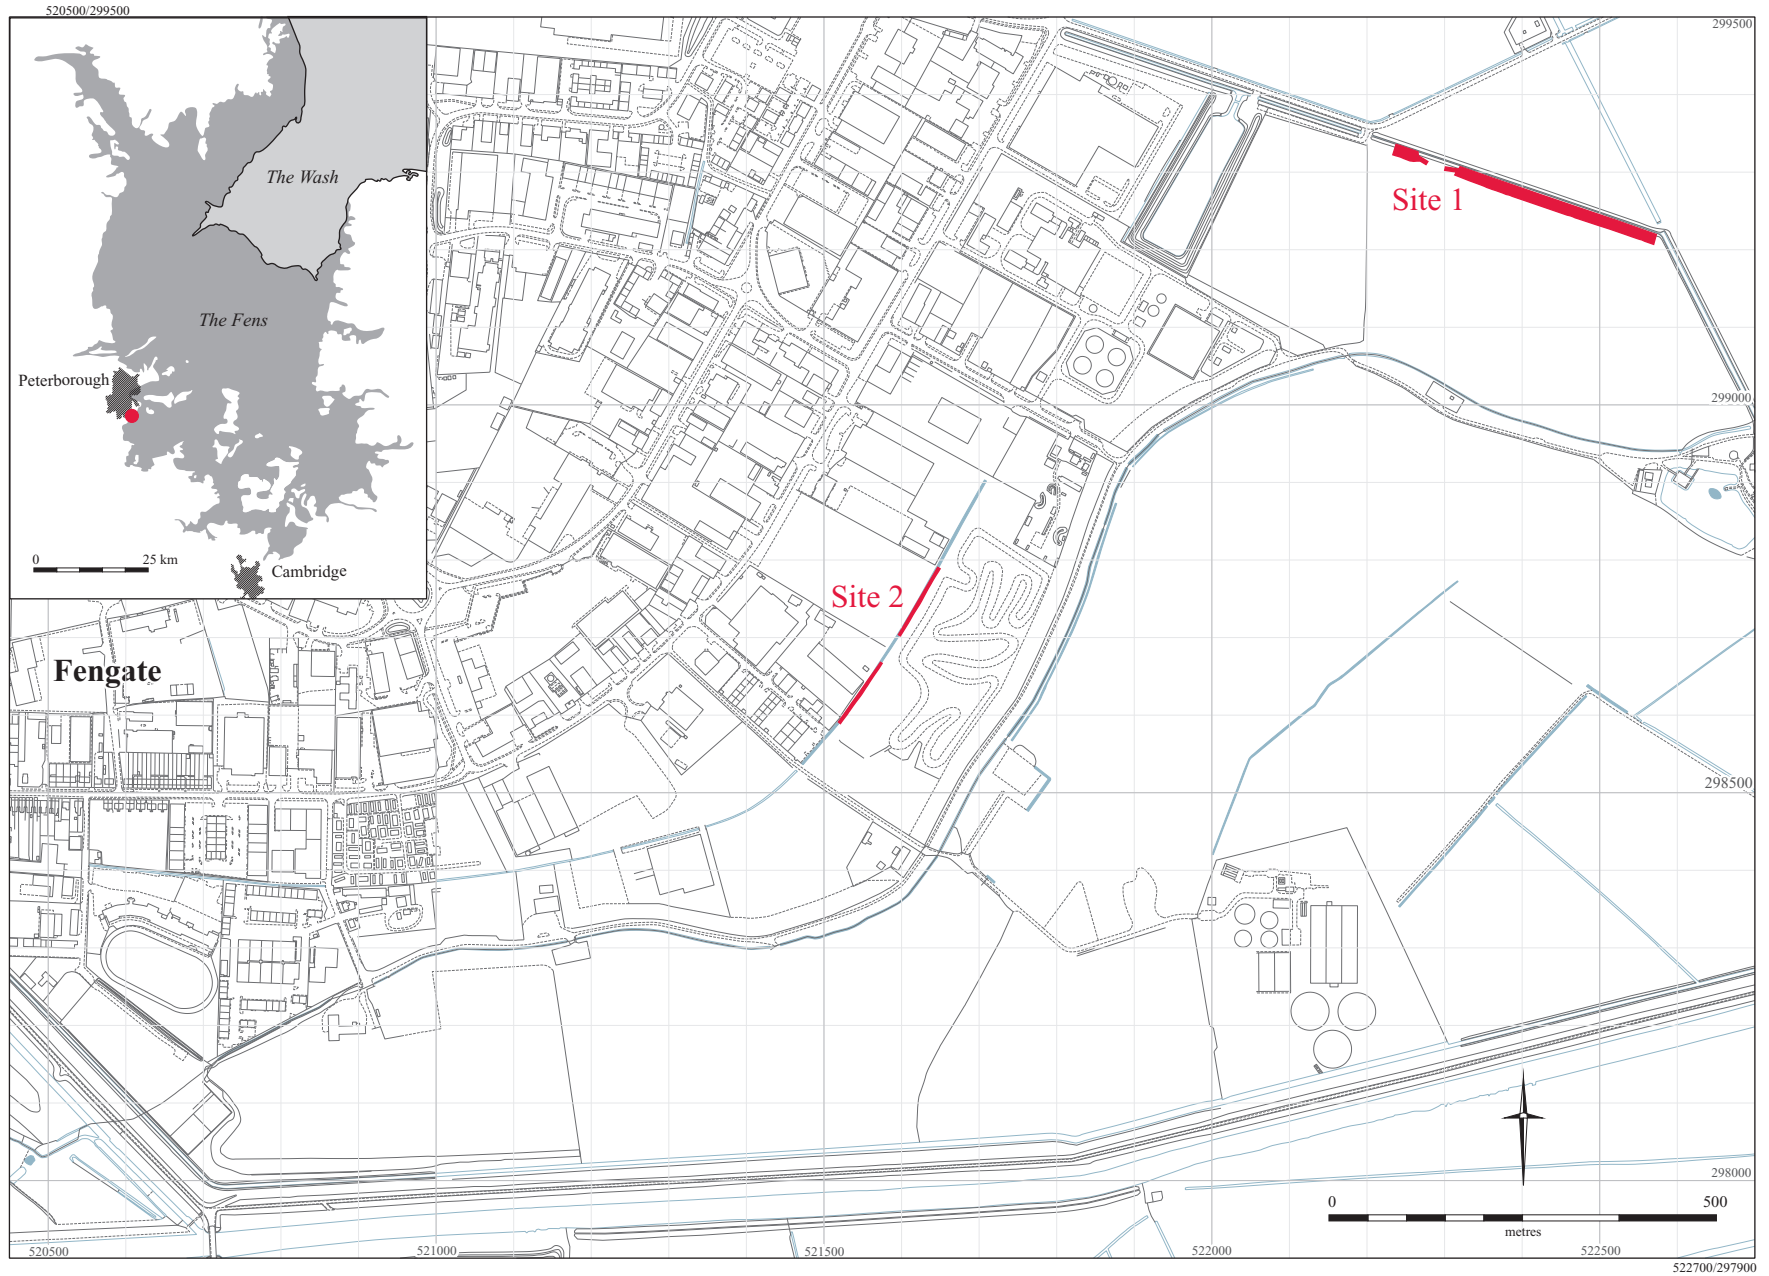 520500/299500
299500
The Wash
Site 1
The Fens
Peterborough
299000
0 25 km
Cambridge
Site 2
Fengate
298500
298000
0 500
metres
520500 521000 521500 522000 522500
522700/297900